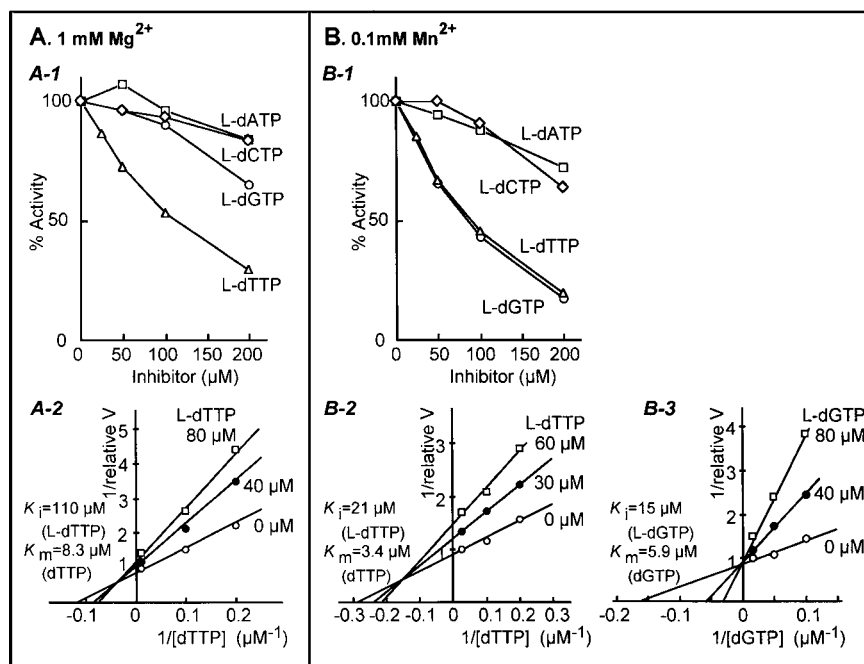 A. 1 mM Mg2+
A-1
% Activity
100
50
0
L-dATP
L-dCTP
L-dGTP
L-dTTP
0 50 100 150 200
Inhibitor (µM)
A-2
1/relative V
5
4
3
2
1
L-dTTP
80 µM
40 µM
0 µM
Ki=110 µM
(L-dTTP)
Km=8.3 µM
(dTTP)
-0.1 0 0.1 0.2
1/[dTTP] (µM-1)
B. 0.1mM Mn2+
B-1
% Activity
100
50
0
L-dATP
L-dCTP
L-dTTP
L-dGTP
0 50 100 150 200
Inhibitor (µM)
B-2
1/relative V
3
2
1
L-dTTP
60 µM
30 µM
0 µM
Ki=21 µM
(L-dTTP)
Km=3.4 µM
(dTTP)
-0.3 -0.2 -0.1 0 0.1 0.2 0.3
1/[dTTP] (µM-1)
B-3
1/relative V
4
3
2
1
L-dGTP
80 µM
40 µM
0 µM
Ki=15 µM
(L-dGTP)
Km=5.9 µM
(dGTP)
-0.2 -0.1 0 0.1
1/[dGTP] (µM-1)